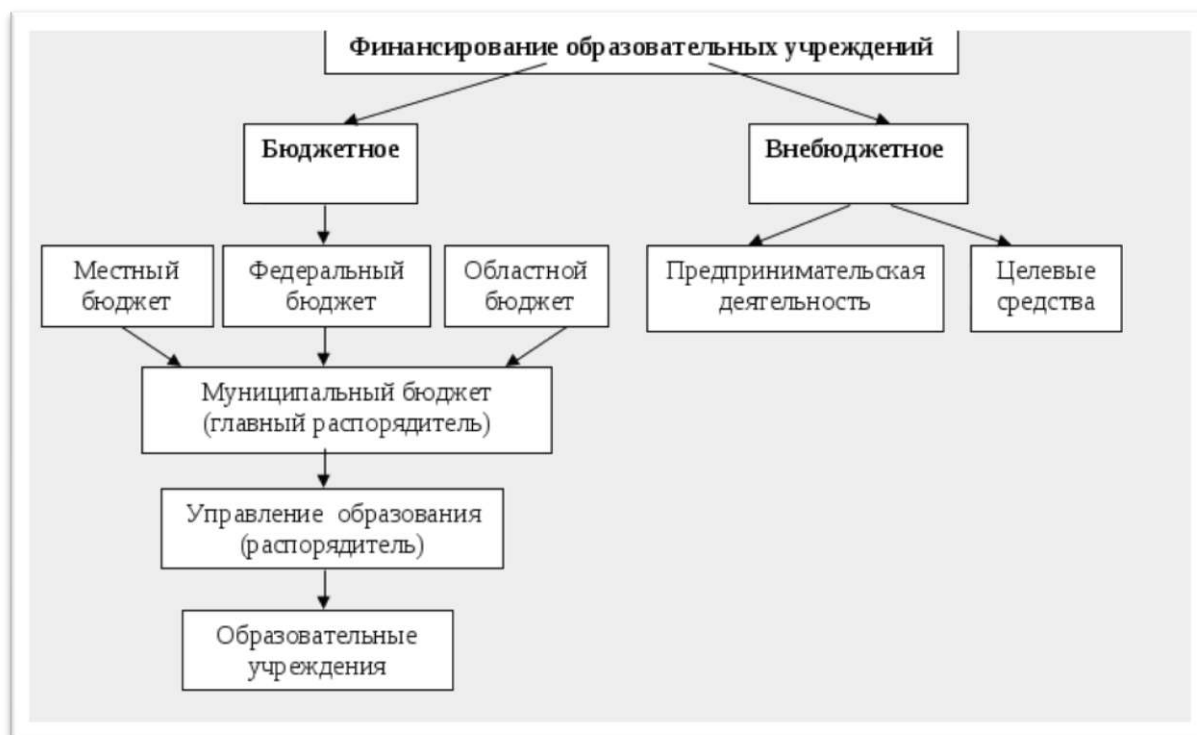 Финансирование образовательных учреждений
Бюджетное
Внебюджетное
Местный
бюджет
Федеральный
бюджет
Областной
бюджет
Предпринимательская
деятельность
Целевые
средства
Муниципальный бюджет
(главный распорядитель)
Управление образования
(распорядитель)
Образовательные
учреждения